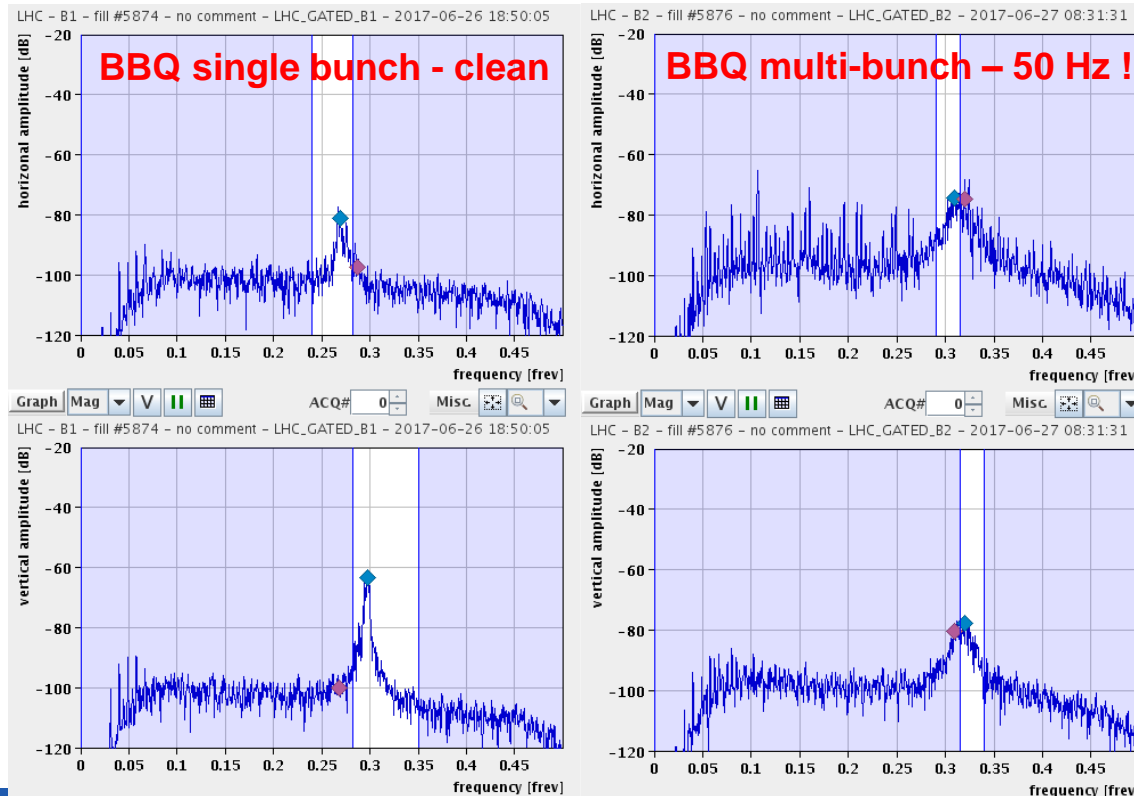 LHC - B1 - fill #5874 - no comment - LHC_GATED_B1 - 2017-06-26 18:50:05
BBQ single bunch - clean
horizonal amplitude [dB]
-20
-40
-60
-80
-100
-120
0 0.05 0.1 0.15 0.2 0.25 0.3 0.35 0.4 0.45
frequency [frev]
Graph Mag V ACQ# 0 Misc.
LHC - B1 - fill #5874 - no comment - LHC_GATED_B1 - 2017-06-26 18:50:05
vertical amplitude [dB]
-20
-40
-60
-80
-100
-120
0 0.05 0.1 0.15 0.2 0.25 0.3 0.35 0.4 0.45
frequency [frev]
LHC - B2 - fill #5876 - no comment - LHC_GATED_B2 - 2017-06-27 08:31:31
BBQ multi-bunch – 50 Hz !
horizonal amplitude [dB]
-20
-40
-60
-80
-100
-120
0 0.05 0.1 0.15 0.2 0.25 0.3 0.35 0.4 0.45
frequency [frev
Graph Mag V ACQ# 0 Misc.
LHC - B2 - fill #5876 - no comment - LHC_GATED_B2 - 2017-06-27 08:31:31
vertical amplitude [dB]
-20
-40
-60
-80
-100
-120
0 0.05 0.1 0.15 0.2 0.25 0.3 0.35 0.4 0.45
frequency [frev